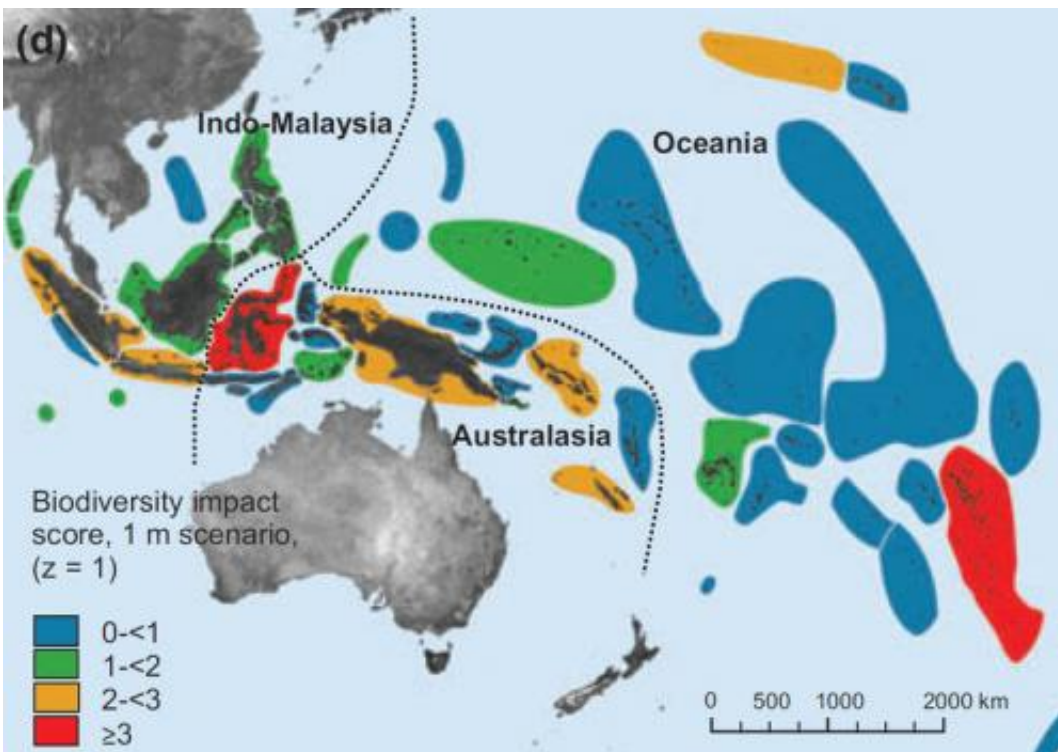 (d)
Indo-Malaysia
Oceania
Australasia
Biodiversity impact
score, 1 m scenario,
(z = 1)
0-<1
1-<2
2-<3
≥3
0 500 1000 2000 km